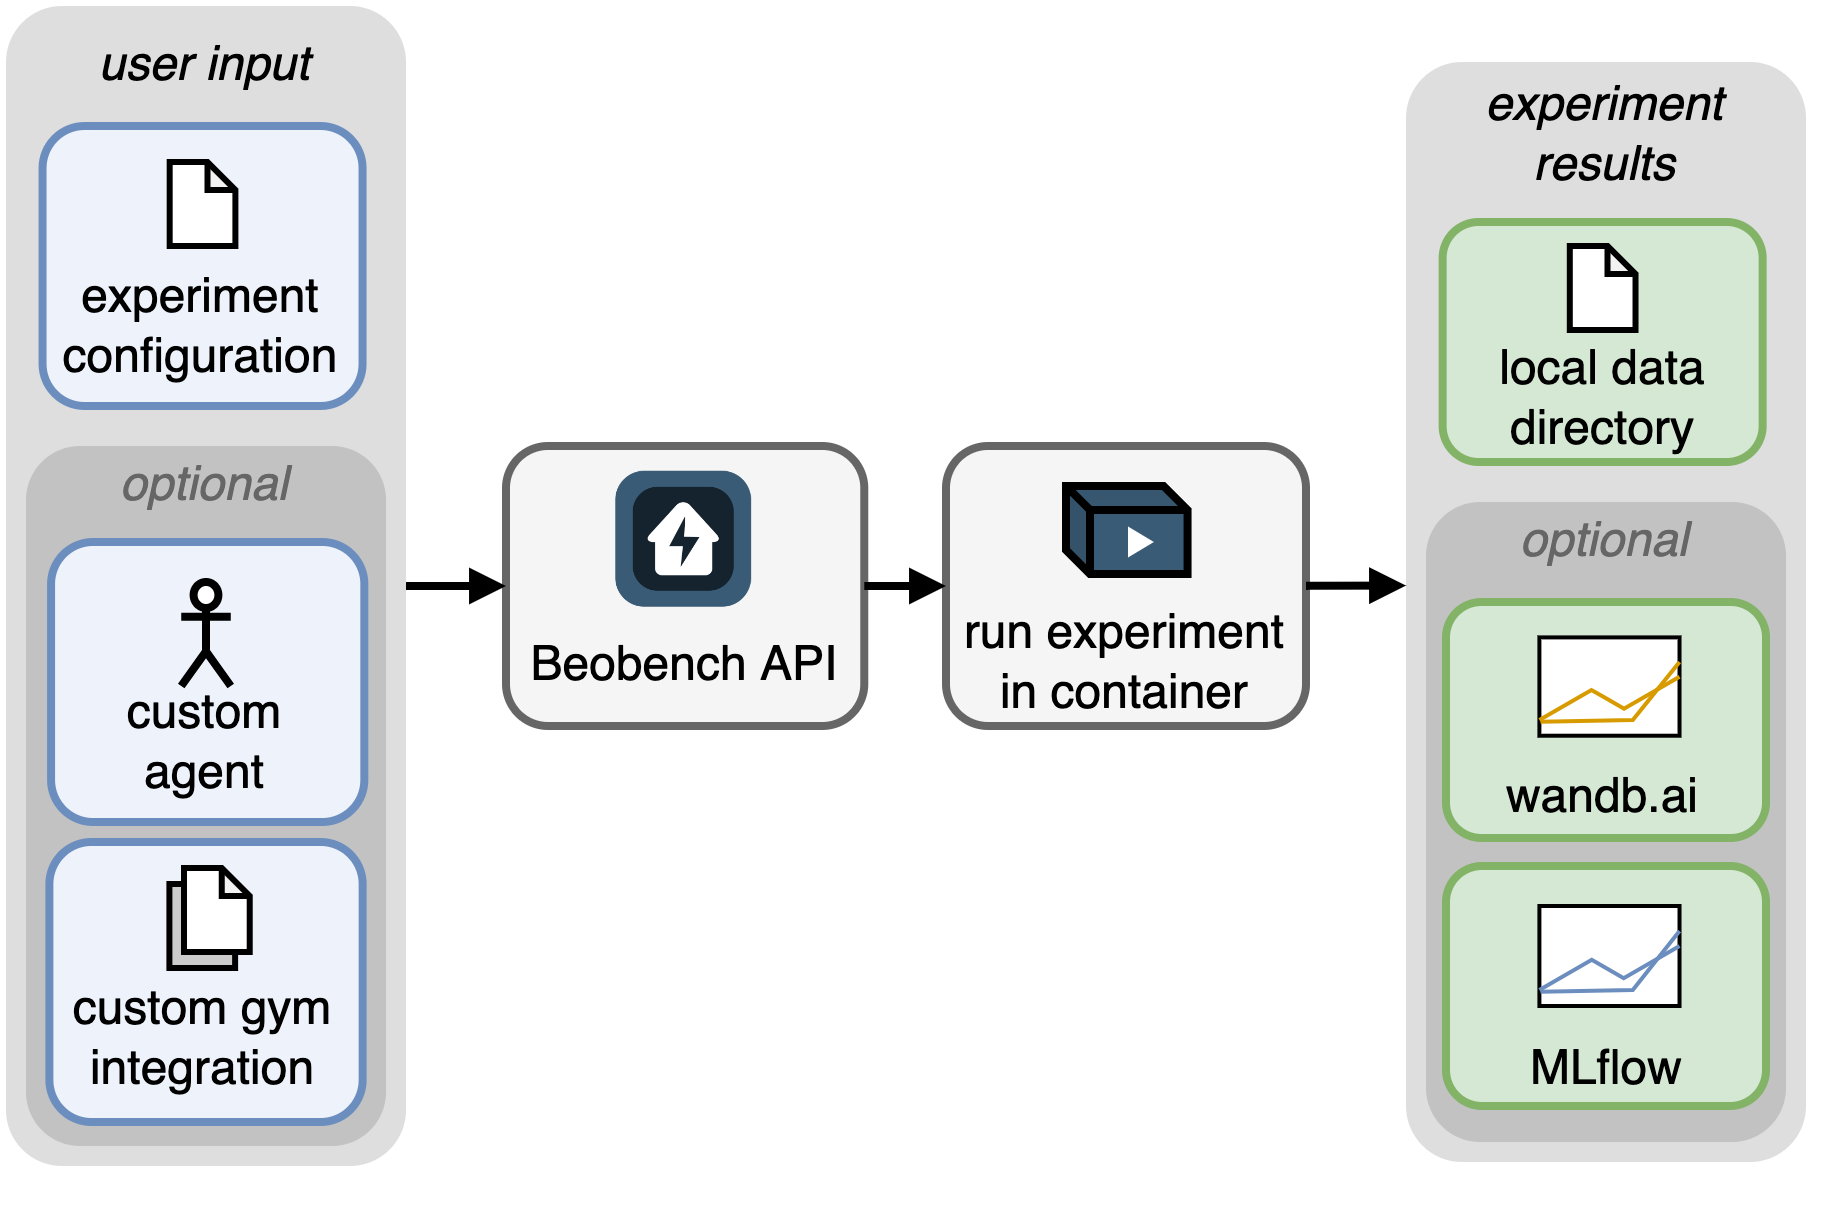 user input
experiment
configuration
optional
custom
agent
custom gym
integration
Beobench API
run experiment
in container
experiment
results
local data
directory
optional
wandb.ai
MLflow